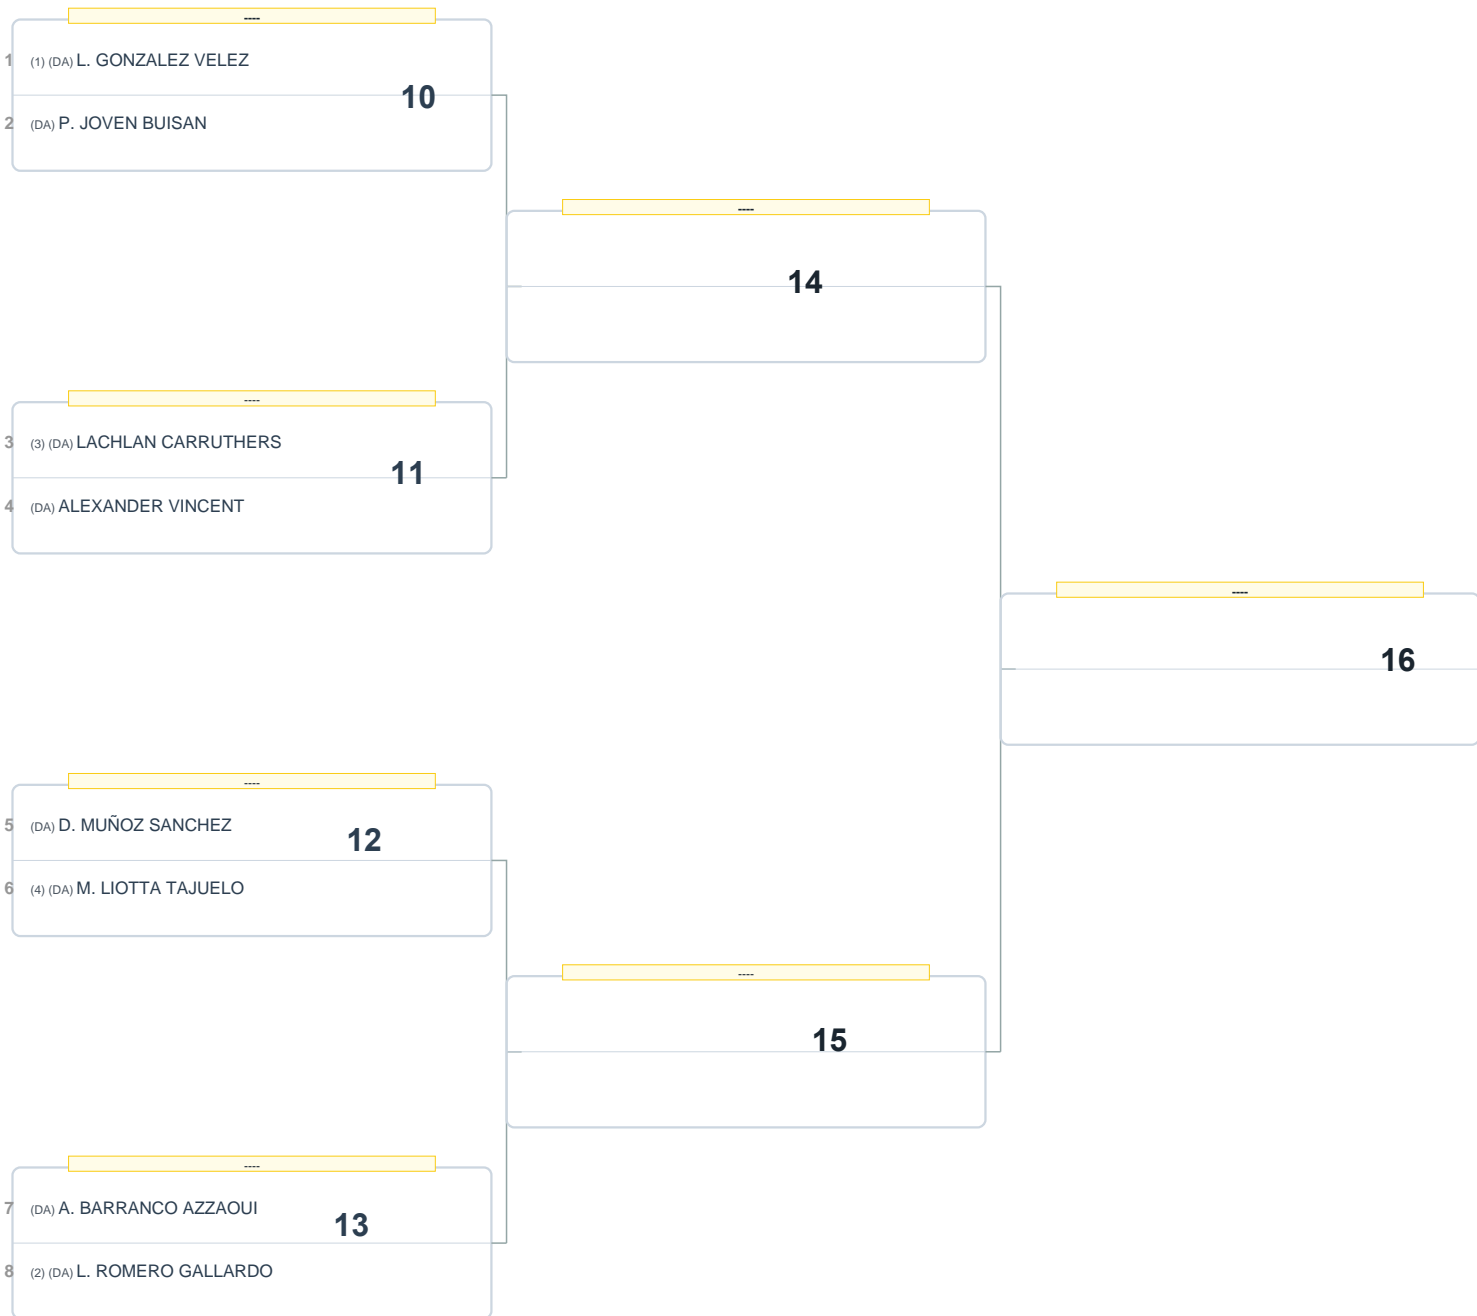 ----
1 (1) (DA) L. GONZALEZ VELEZ
10
2 (DA) P. JOVEN BUISAN
----
14
----
3 (3) (DA) LACHLAN CARRUTHERS
11
4 (DA) ALEXANDER VINCENT
----
16
----
5 (DA) D. MUÑOZ SANCHEZ
12
6 (4) (DA) M. LIOTTA TAJUELO
----
15
----
7 (DA) A. BARRANCO AZZAOUI
13
8 (2) (DA) L. ROMERO GALLARDO